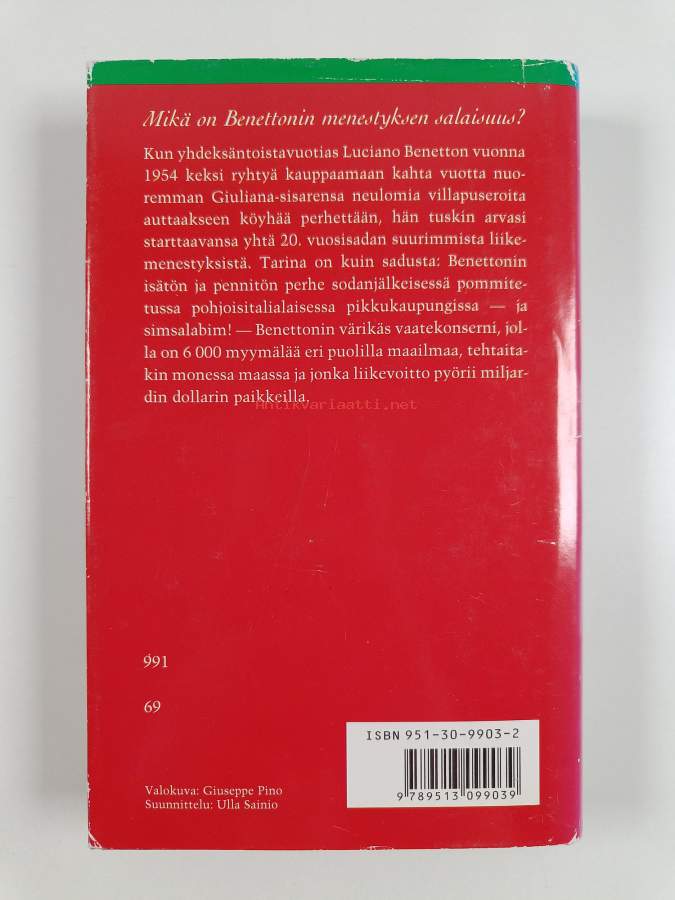 Mikä on Benettonin menestyksen salaisuus?
Kun yhdeksäntoistavuotias Luciano Benetton vuonna
1954 keksi ryhtyä kauppaamaan kahta vuotta nuo-
remman Giuliana-sisarensa neulomia villapuseroita
auttaakseen köyhää perhettään, hän tuskin arvasi
starttaavansa yhtä 20. vuosisadan suurimmista liike-
menestyksistä. Tarina on kuin sadusta: Benettonin
isätön ja pennitön perhe sodanjälkeisessä pommite-
tussa pohjoisitalialaisessa pikkukaupungissa — ja
simsalabim! — Benettonin värikäs vaatekonserni, jol-
la on 6 000 myymälää eri puolilla maailmaa, tehtaita-
kin monessa maassa ja jonka liikevoitto pyörii miljar-
din dollarin paikkeilla.
Antikvariaatti.net
991
69
ISBN 951-30-9903-2
9 789513 099039
Valokuva: Giuseppe Pino
Suunnittelu: Ulla Sainio